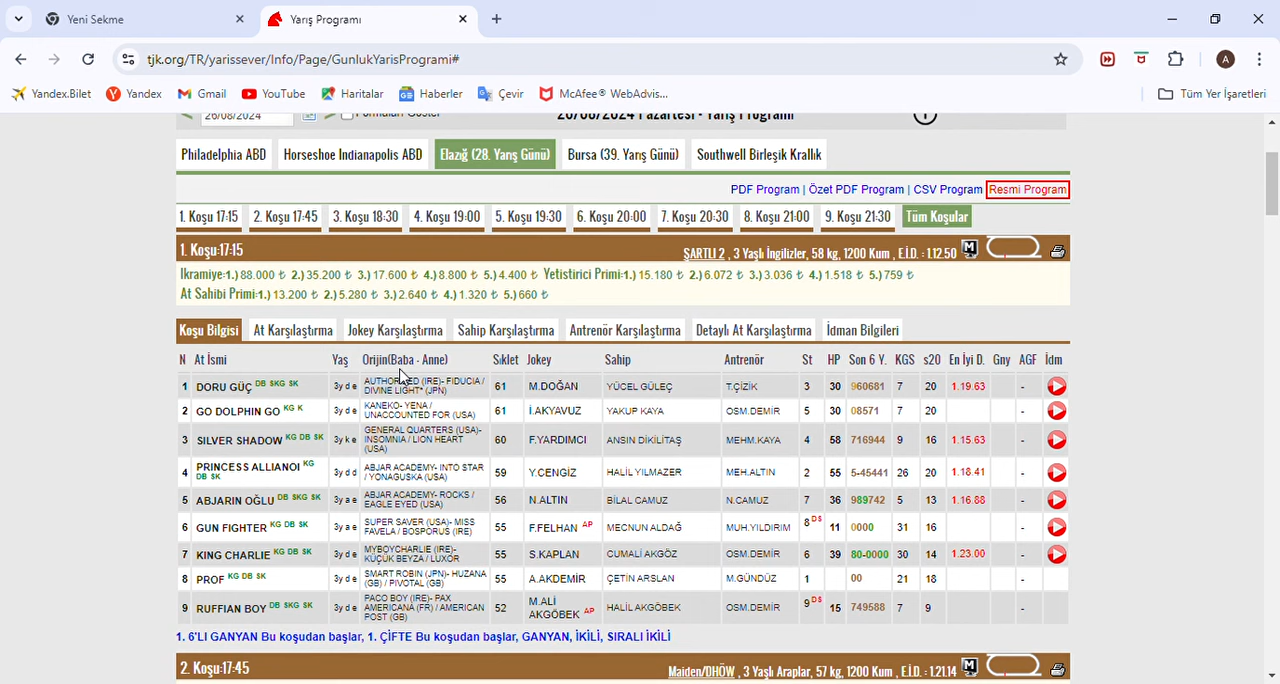 Yeni Sekme
Yarış Programı
tjk.org/TR/yarissever/Info/Page/GunlukYarisProgrami#
A
Yandex.Bilet Yandex Gmail YouTube Haritalar Haberler Çevir McAfee® WebAdvis... Tüm Yer İşaretleri
26/08/2024 Formaları Göster 26/08/2024 Pazartesi - Yarış Programı
Philadelphia ABD Horseshoe Indianapolis ABD Elazığ (28. Yarış Günü) Bursa (39. Yarış Günü) Southwell Birleşik Krallık
PDF Program | Özet PDF Program | CSV Program Resmi Program
1. Koşu 17:15 2. Koşu 17:45 3. Koşu 18:30 4. Koşu 19:00 5. Koşu 19:30 6. Koşu 20:00 7. Koşu 20:30 8. Koşu 21:00 9. Koşu 21:30 Tüm Koşular
1. Koşu:17:15 ŞARTLI 2 , 3 Yaşlı İngilizler, 58 kg, 1200 Kum , E.İ.D. : 1.12.50
İkramiye:1.) 88.000 ₺ 2.) 35.200 ₺ 3.) 17.600 ₺ 4.) 8.800 ₺ 5.) 4.400 ₺ Yetistirici Primi:1.) 15.180 ₺ 2.) 6.072 ₺ 3.) 3.036 ₺ 4.) 1.518 ₺ 5.) 759 ₺
At Sahibi Primi:1.) 13.200 ₺ 2.) 5.280 ₺ 3.) 2.640 ₺ 4.) 1.320 ₺ 5.) 660 ₺
Koşu Bilgisi At Karşılaştırma Jokey Karşılaştırma Sahip Karşılaştırma Antrenör Karşılaştırma Detaylı At Karşılaştırma İdman Bilgileri
N At İsmi Yaş Orijin(Baba - Anne) Sıklet Jokey Sahip Antrenör St HP Son 6 Y. KGS s20 En İyi D. Gny AGF İdm
1 DORU GÜÇ DB SKG SK 3y d e AUTHORIZED (IRE)- FIDUCIA / DIVINE LIGHT* (JPN) 61 M.DOĞAN YÜCEL GÜLEÇ T.ÇİZİK 3 30 960681 7 20 1.19.63 -
2 GO DOLPHIN GO KG K 3y d e KANEKO- YENA / UNACCOUNTED FOR (USA) 61 İ.AKYAVUZ YAKUP KAYA OSM.DEMİR 5 30 08571 7 20 -
3 SILVER SHADOW KG DB SK 3y k e GENERAL QUARTERS (USA)- INSOMNIA / LION HEART (USA) 60 F.YARDIMCI ANSIN DİKİLİTAŞ MEHM.KAYA 4 58 716944 9 16 1.15.63 -
4 PRINCESS ALLIANOI KG DB SK 3y d d ABJAR ACADEMY- INTO STAR / YONAGUSKA (USA) 59 Y.CENGİZ HALİL YILMAZER MEH.ALTIN 2 55 5-45441 26 20 1.18.41 -
5 ABJARIN OĞLU DB SKG SK 3y a e ABJAR ACADEMY- ROCKS / EAGLE EYED (USA) 56 N.ALTIN BİLAL CAMUZ N.CAMUZ 7 36 989742 5 13 1.16.88 -
6 GUN FIGHTER KG DB SK 3y a e SUPER SAVER (USA)- MISS FAVELA / BOSPORUS (IRE) 55 F.FELHAN AP MECNUN ALDAĞ MUH.YILDIRIM 8 DS 11 0000 31 16 -
7 KING CHARLIE KG DB SK 3y d e MYBOYCHARLIE (IRE)- KÜÇÜK BEYZA / LUXOR 55 S.KAPLAN CUMALİ AKGÖZ OSM.DEMİR 6 39 80-0000 30 14 1.23.00 -
8 PROF KG DB SK 3y d e SMART ROBIN (JPN)- HUZANA (GB) / PIVOTAL (GB) 55 A.AKDEMİR ÇETİN ARSLAN M.GÜNDÜZ 1 00 21 18 -
9 RUFFIAN BOY DB SKG SK 3y d e PACO BOY (IRE)- PAX AMERICANA (FR) / AMERICAN POST (GB) 52 M.ALİ AKGÖBEK AP HALİL AKGÖBEK OSM.DEMİR 9 DS 15 749588 7 9 -
1. 6'LI GANYAN Bu koşudan başlar, 1. ÇİFTE Bu koşudan başlar, GANYAN, İKİLİ, SIRALI İKİLİ
2. Koşu:17:45 Maiden/DHÖW , 3 Yaşlı Araplar, 57 kg, 1200 Kum , E.İ.D. : 1.21.14